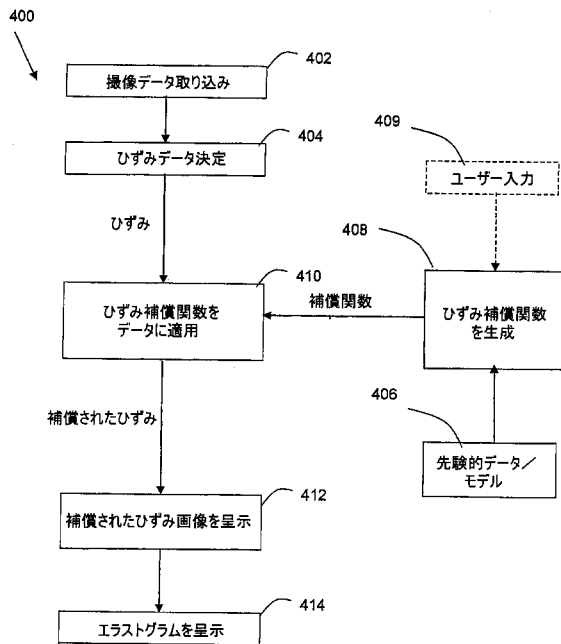 400
402
撮像データ取り込み
404
ひずみデータ決定
409
ユーザー入力
ひずみ
408
410
ひずみ補償関数を
データに適用
補償関数
ひずみ補償関数
を生成
406
補償されたひずみ
先験的データ／
モデル
412
補償されたひずみ画像を呈示
414
エラストグラムを呈示